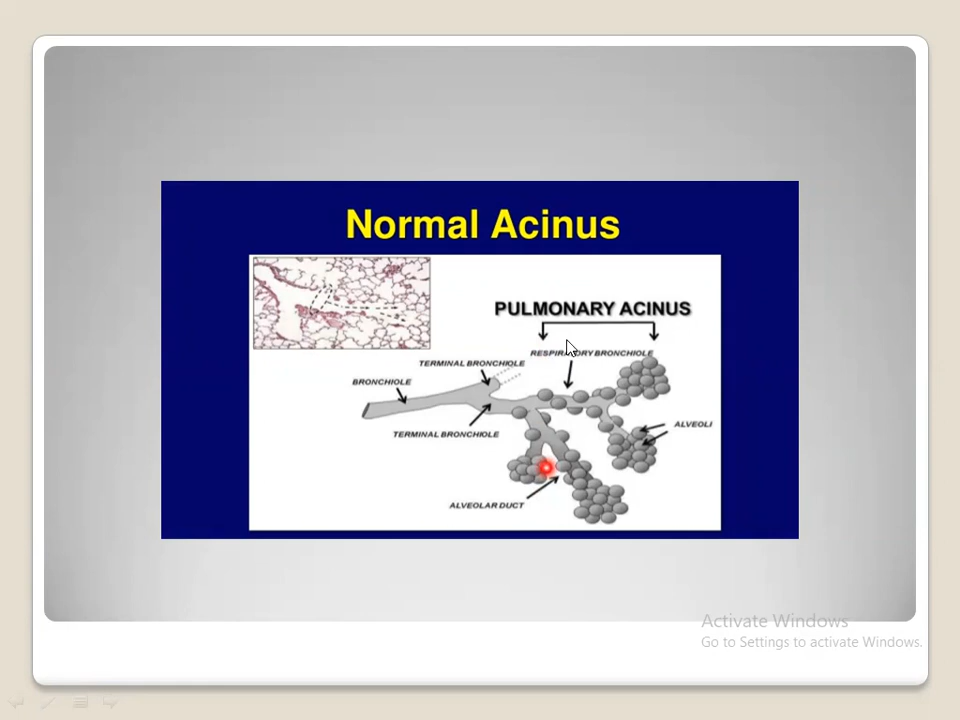 Normal Acinus
PULMONARY ACINUS
RESPIRATORY BRONCHIOLE
TERMINAL BRONCHIOLE
BRONCHIOLE
ALVEOLI
TERMINAL BRONCHIOLE
ALVEOLAR DUCT
Activate Windows
Go to Settings to activate Windows.